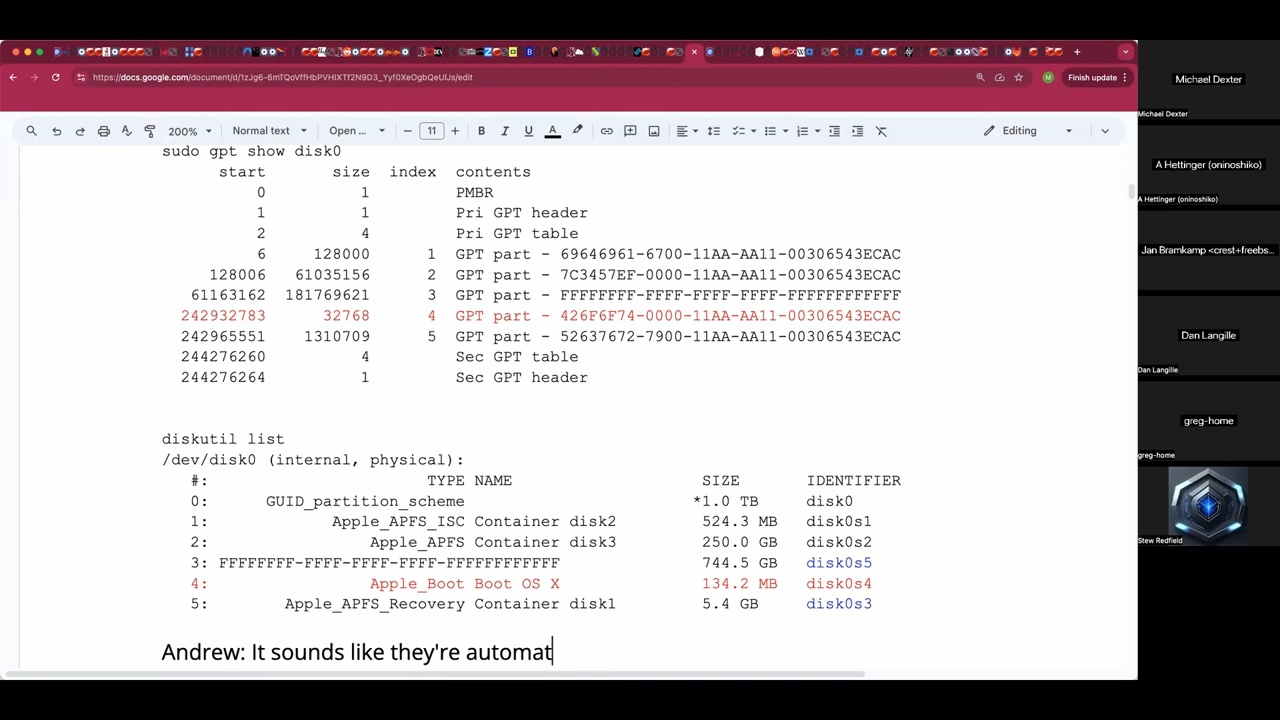 https://docs.google.com/document/d/1zJg6-6mTQoVffHbPVHIXTf2N9D3_Yyf0XeOgbQeUlJs/edit
M
Finish update
200%
Normal text
Open ...
11
B
I
U
A
Editing
sudo gpt show disk0
start size index contents
0 1 PMBR
1 1 Pri GPT header
2 4 Pri GPT table
6 128000 1 GPT part - 69646961-6700-11AA-AA11-00306543ECAC
128006 61035156 2 GPT part - 7C3457EF-0000-11AA-AA11-00306543ECAC
61163162 181769621 3 GPT part - FFFFFFFF-FFFF-FFFF-FFFF-FFFFFFFFFFFF
242932783 32768 4 GPT part - 426F6F74-0000-11AA-AA11-00306543ECAC
242965551 1310709 5 GPT part - 52637672-7900-11AA-AA11-00306543ECAC
244276260 4 Sec GPT table
244276264 1 Sec GPT header
diskutil list
/dev/disk0 (internal, physical):
#: TYPE NAME SIZE IDENTIFIER
0: GUID_partition_scheme *1.0 TB disk0
1: Apple_APFS_ISC Container disk2 524.3 MB disk0s1
2: Apple_APFS Container disk3 250.0 GB disk0s2
3: FFFFFFFF-FFFF-FFFF-FFFF-FFFFFFFFFFFF 744.5 GB disk0s5
4: Apple_Boot Boot OS X 134.2 MB disk0s4
5: Apple_APFS_Recovery Container disk1 5.4 GB disk0s3
Andrew: It sounds like they're automat
Michael Dexter
Michael Dexter
A Hettinger (oninoshiko)
A Hettinger (oninoshiko)
Jan Bramkamp <crest+freebs...
Dan Langille
Dan Langille
greg-home
greg-home
Stew Redfield